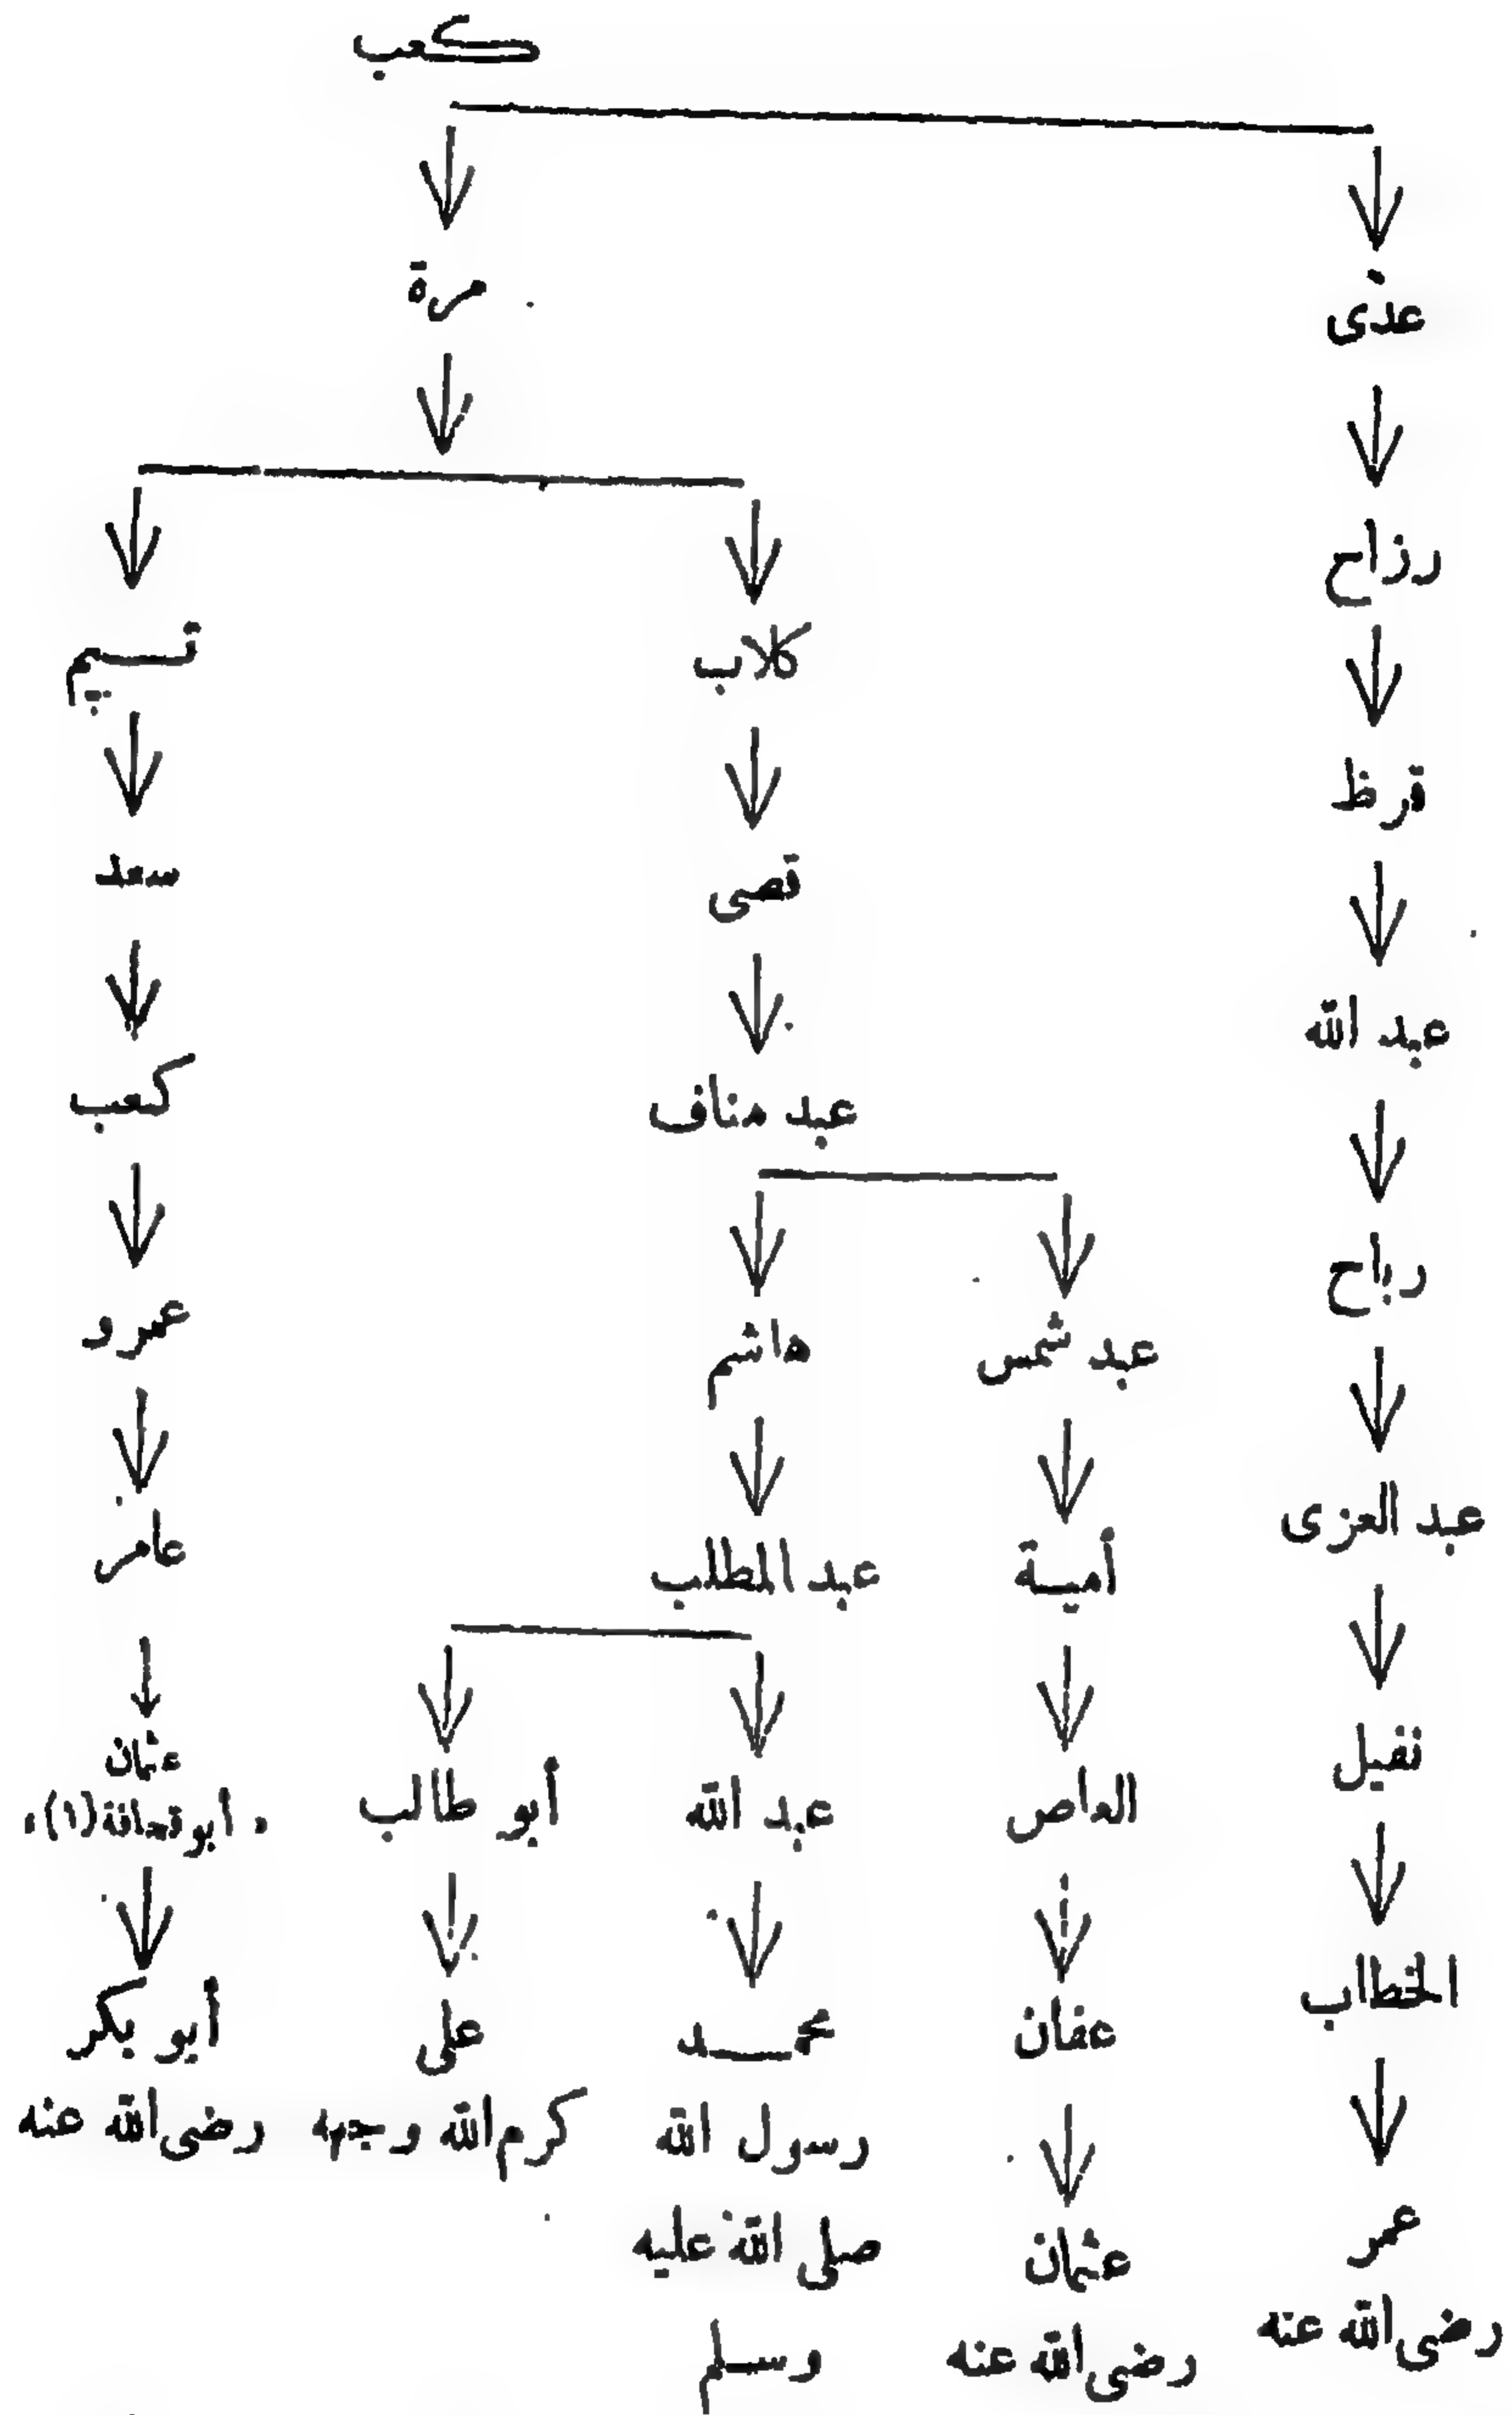 كعب
مرة
عدى
تيم
كلاب
رزاح
سعد
قصى
قرظ
كعب
عبد مناف
عبد الله
عمرو
هاشم
عبد شمس
رباح
عامر
عبد المطلب
أمية
عبد العزى
عثمان
أبو قحافة (١)
أبو طالب
عبد الله
العاص
نفيل
أبو بكر
رضى الله عنه
على
كرم الله وجهه
محمد
رسول الله
صلى الله عليه
وسلم
عفان
عثمان
رضى الله عنه
الخطاب
عمر
رضى الله عنه